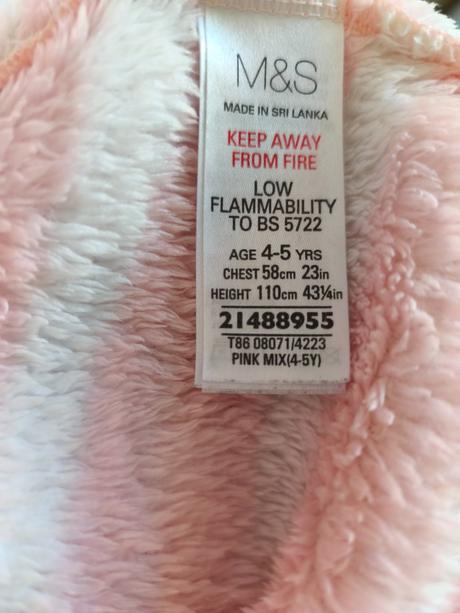 M&S
MADE IN SRI LANKA
KEEP AWAY
FROM FIRE
LOW
FLAMMABILITY
TO BS 5722
AGE 4-5 YRS
CHEST 58cm 23in
HEIGHT 110cm 43¼in
21488955
T86 08071/4223
PINK MIX(4-5Y)